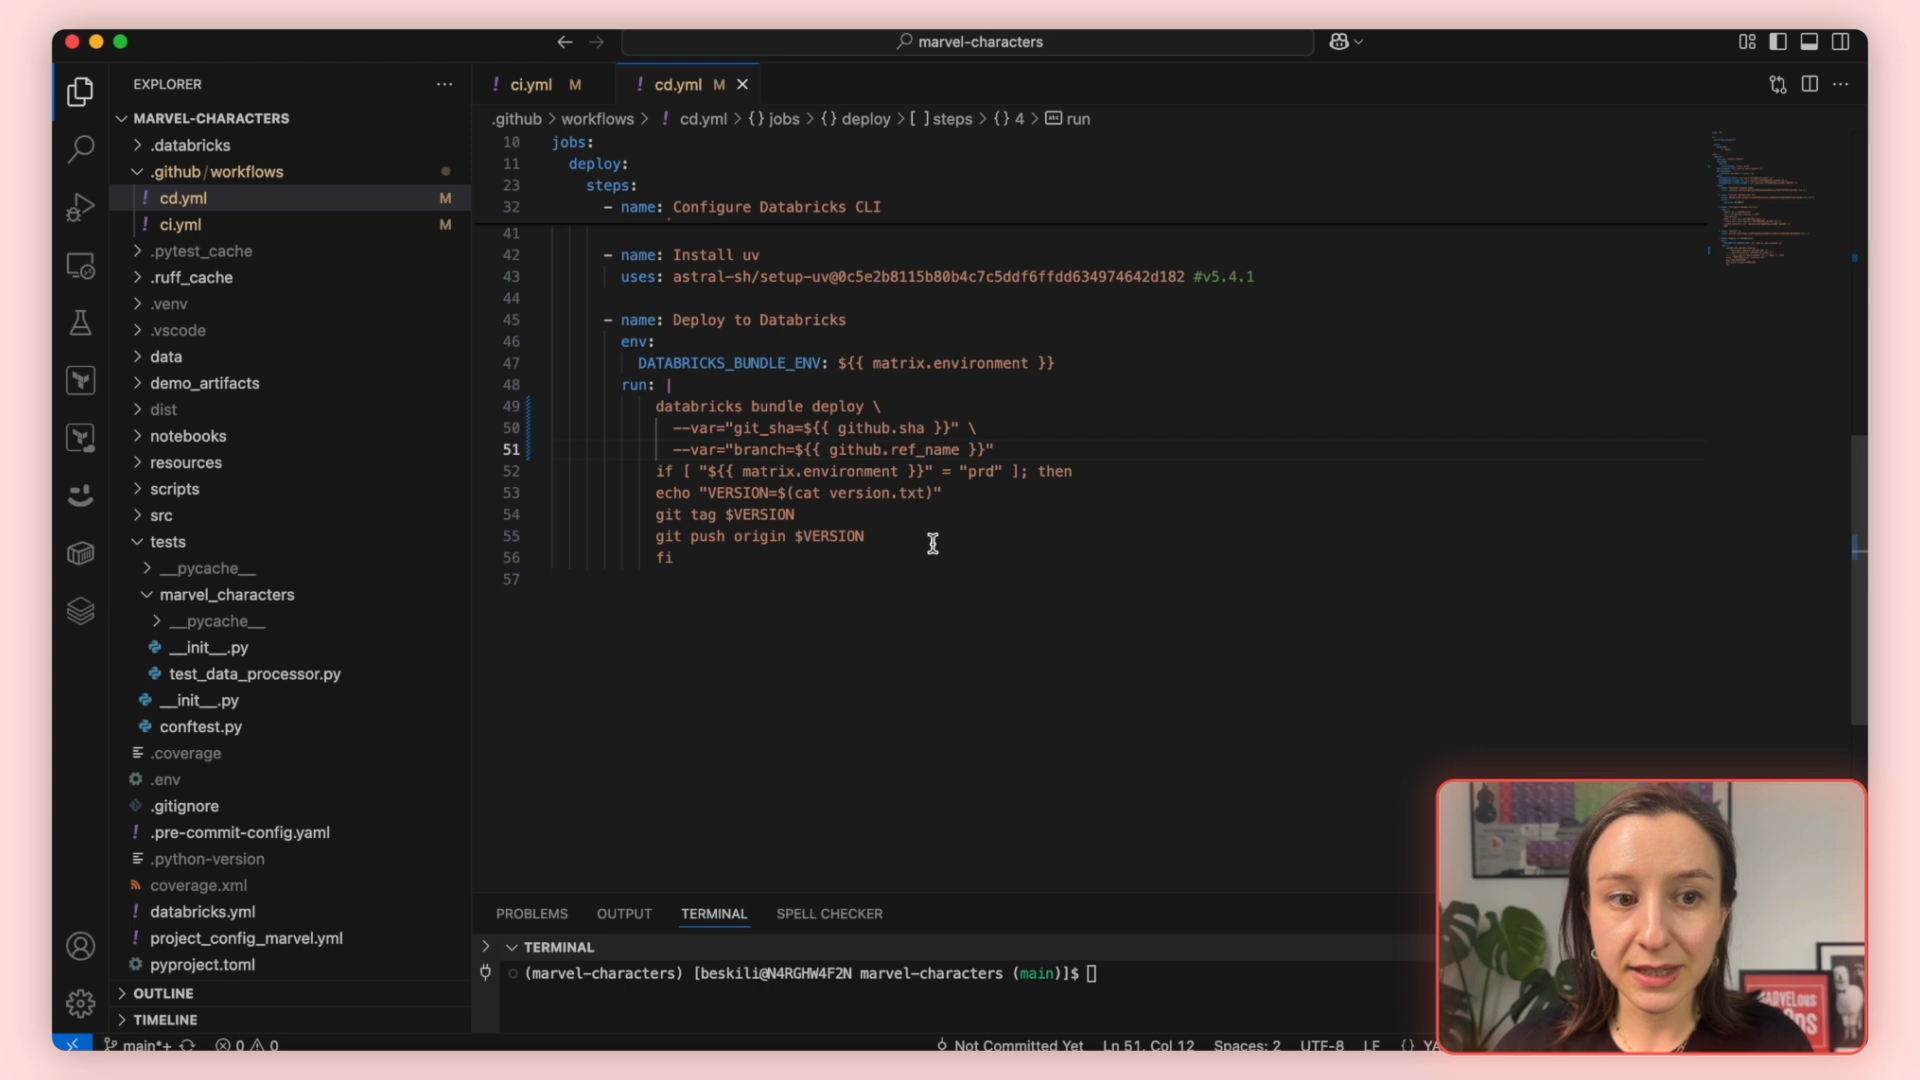 marvel-characters
EXPLORER
ci.yml M
cd.yml M
MARVEL-CHARACTERS
.github > workflows > ! cd.yml > {} jobs > {} deploy > [ ] steps > {} 4 > run
.databricks
.github / workflows
cd.yml M
ci.yml M
.pytest_cache
.ruff_cache
.venv
.vscode
data
demo_artifacts
dist
notebooks
resources
scripts
src
tests
__pycache__
marvel_characters
__pycache__
__init__.py
test_data_processor.py
__init__.py
conftest.py
.coverage
.env
.gitignore
.pre-commit-config.yaml
.python-version
coverage.xml
databricks.yml
project_config_marvel.yml
pyproject.toml
OUTLINE
TIMELINE
10 jobs:
11 deploy:
23 steps:
32 - name: Configure Databricks CLI
41
42 - name: Install uv
43 uses: astral-sh/setup-uv@0c5e2b8115b80b4c7c5ddf6ffdd634974642d182 #v5.4.1
44
45 - name: Deploy to Databricks
46 env:
47 DATABRICKS_BUNDLE_ENV: ${{ matrix.environment }}
48 run: |
49 databricks bundle deploy \
50 --var="git_sha=${{ github.sha }}" \
51 --var="branch=${{ github.ref_name }}"
52 if [ "${{ matrix.environment }}" = "prd" ]; then
53 echo "VERSION=$(cat version.txt)"
54 git tag $VERSION
55 git push origin $VERSION
56 fi
57
PROBLEMS OUTPUT TERMINAL SPELL CHECKER
TERMINAL
(marvel-characters) [beskili@N4RGHW4F2N marvel-characters (main)]$
main*+ 0 0
Not Committed Yet Ln 51, Col 12 Spaces: 2 UTF-8 LF {} YA